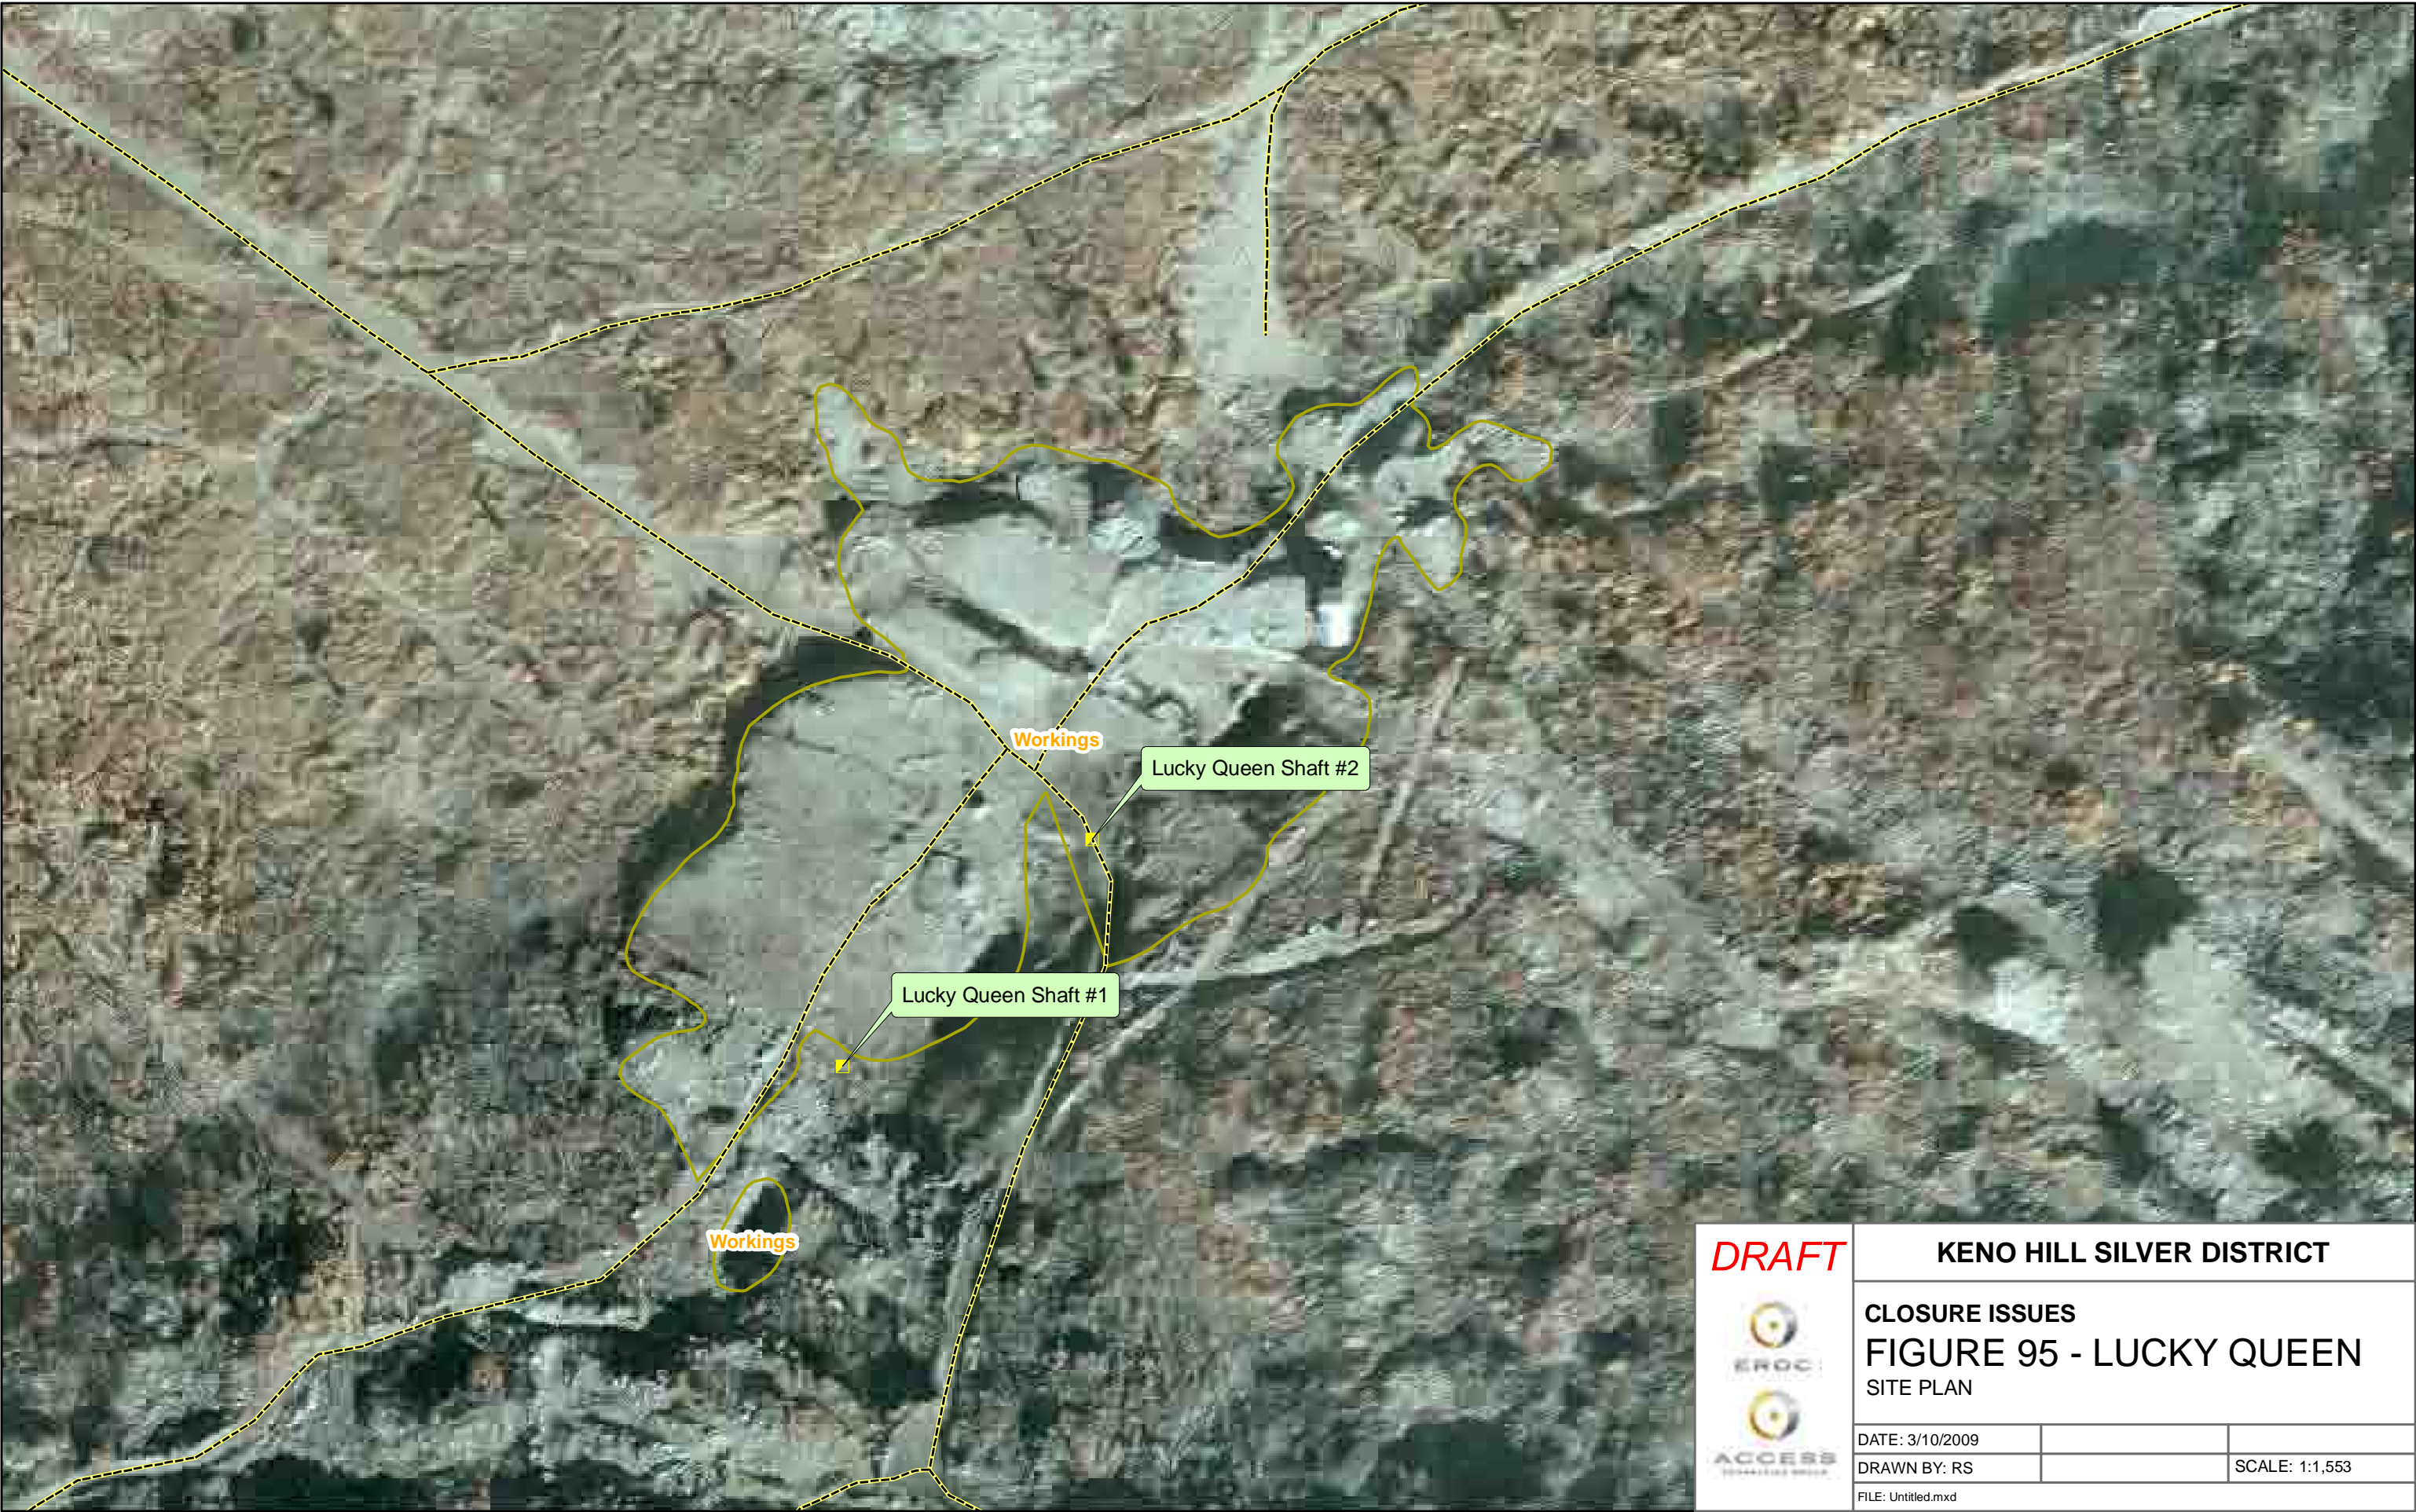 Workings
Lucky Queen Shaft #2
Lucky Queen Shaft #1
Workings
DRAFT
KENO HILL SILVER DISTRICT
CLOSURE ISSUES
FIGURE 95 - LUCKY QUEEN
SITE PLAN
EROC
ACCESS
DATE: 3/10/2009
DRAWN BY: RS
SCALE: 1:1,553
FILE: Untitled.mxd